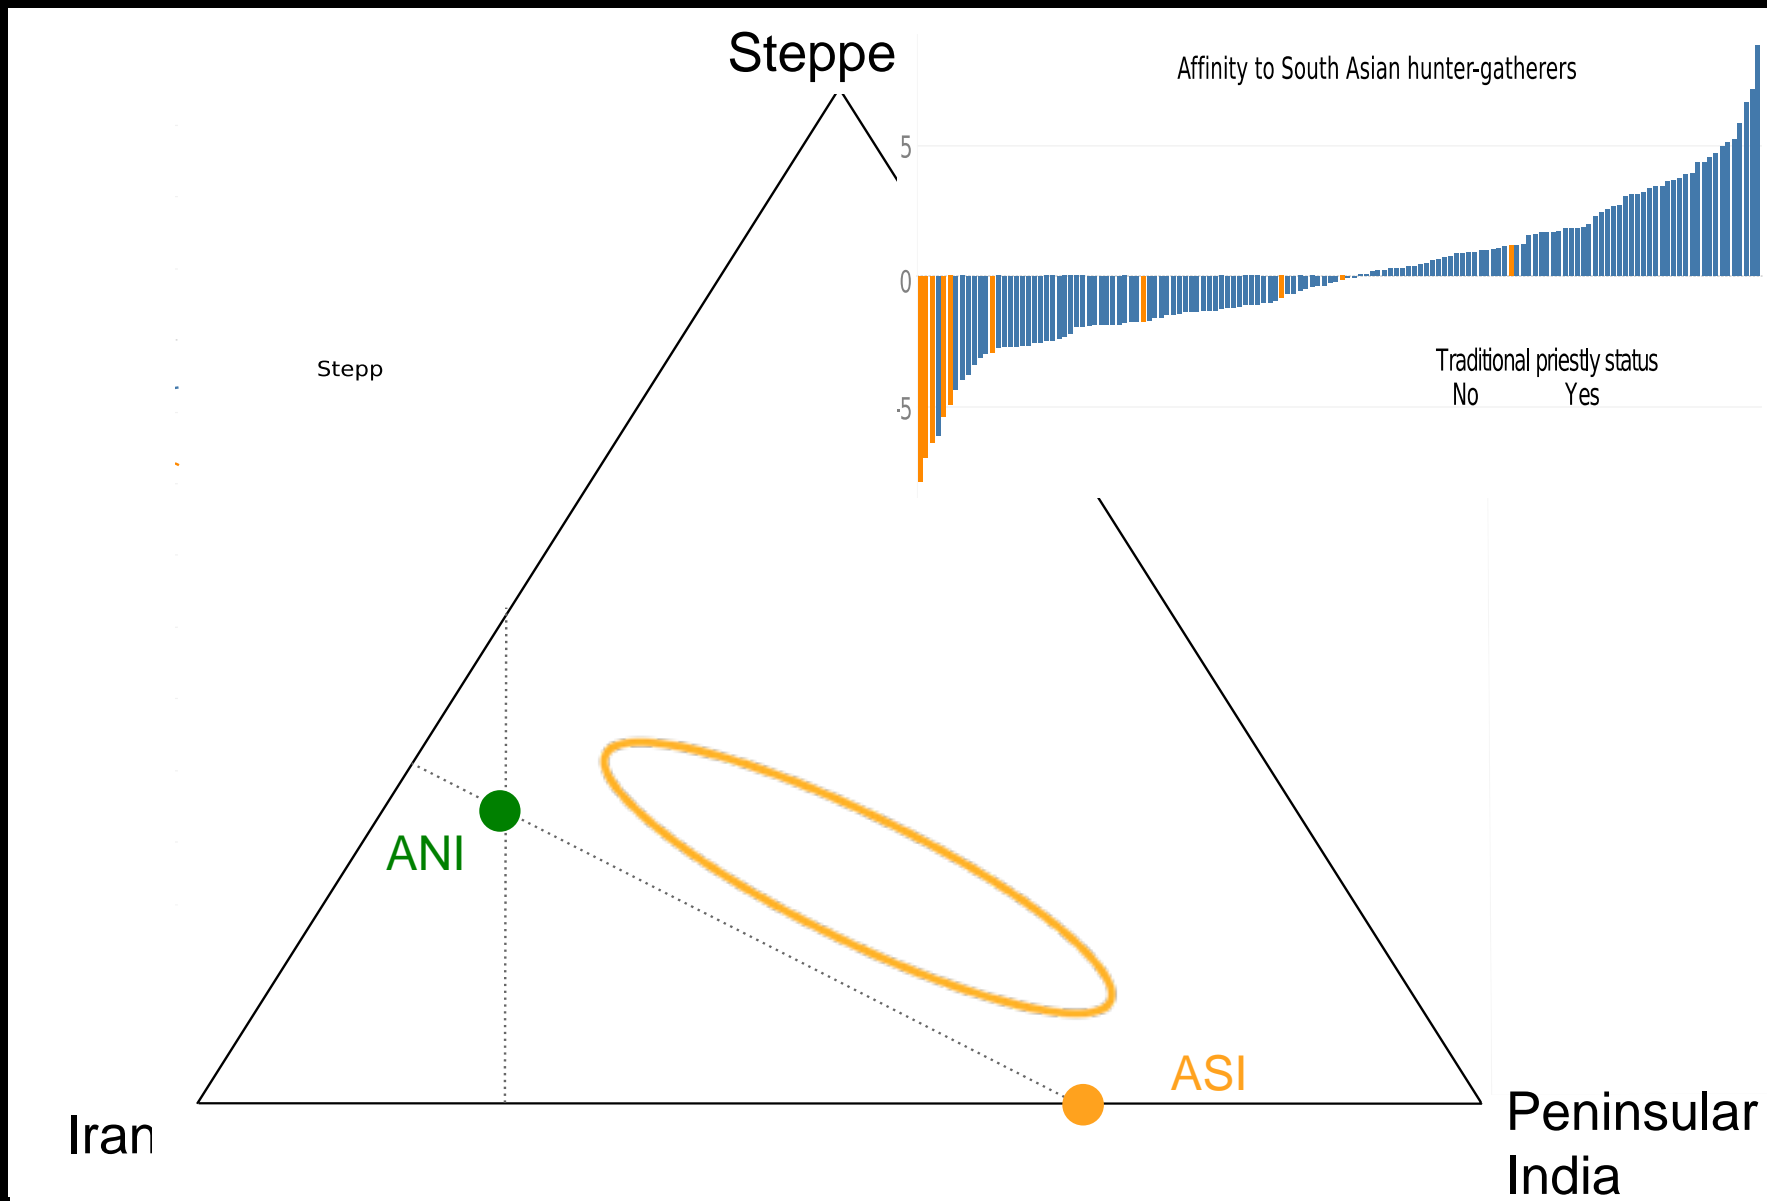 Steppe
Affinity to South Asian hunter-gatherers
5
0
-5
Traditional priestly status
No Yes
Stepp
ANI
ASI
Iran
Peninsular
India